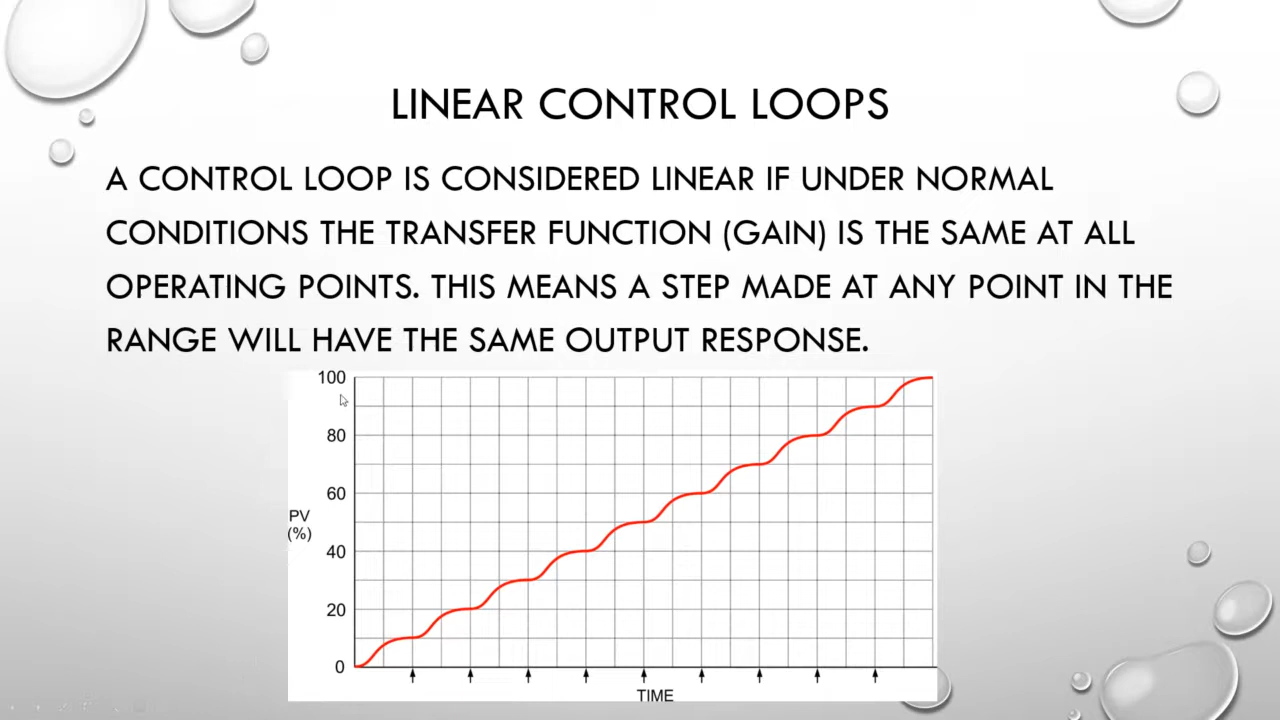 LINEAR CONTROL LOOPS
A CONTROL LOOP IS CONSIDERED LINEAR IF UNDER NORMAL
CONDITIONS THE TRANSFER FUNCTION (GAIN) IS THE SAME AT ALL
OPERATING POINTS. THIS MEANS A STEP MADE AT ANY POINT IN THE
RANGE WILL HAVE THE SAME OUTPUT RESPONSE.
100
80
60
PV
(%)
40
20
0
TIME